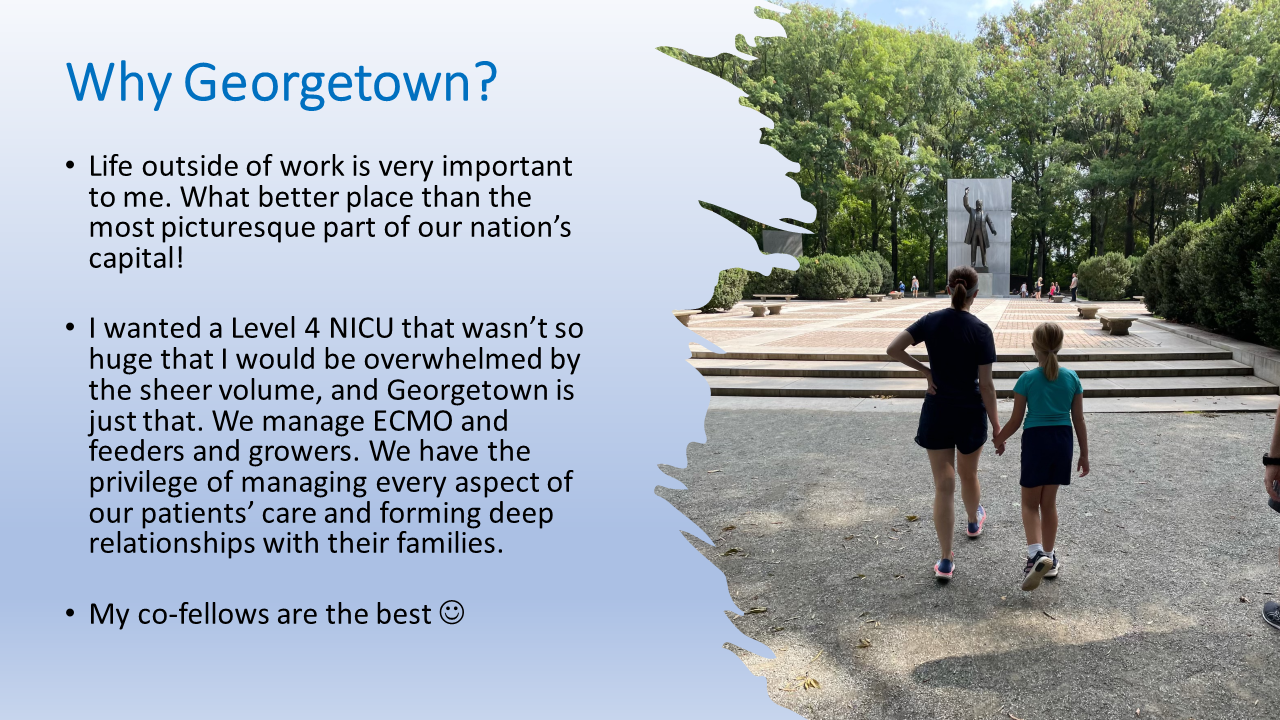 Why Georgetown?
• Life outside of work is very important
to me. What better place than the
most picturesque part of our nation’s
capital!
• I wanted a Level 4 NICU that wasn’t so
huge that I would be overwhelmed by
the sheer volume, and Georgetown is
just that. We manage ECMO and
feeders and growers. We have the
privilege of managing every aspect of
our patients’ care and forming deep
relationships with their families.
• My co-fellows are the best ☺